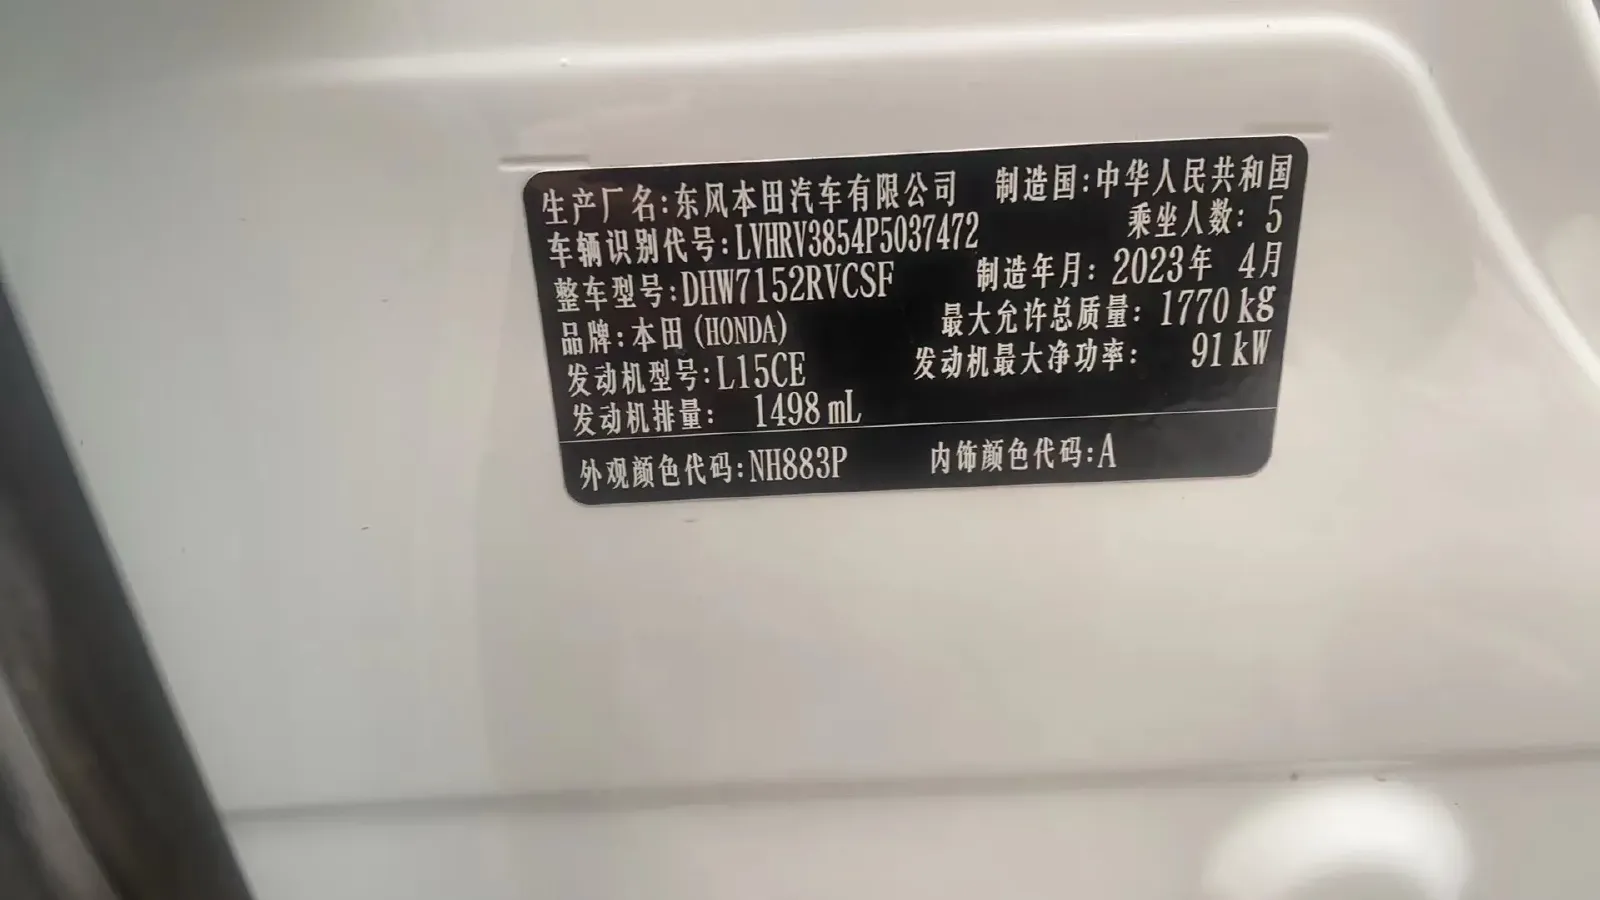 生产厂名:东风本田汽车有限公司 制造国:中华人民共和国
车辆识别代号:LVHRV3854P5037472 乘坐人数: 5
整车型号:DHW7152RVCSF 制造年月: 2023年 4月
品牌:本田(HONDA) 最大允许总质量: 1770 kg
发动机型号:L15CE 发动机最大净功率: 91 kW
发动机排量: 1498 mL
外观颜色代码:NH883P 内饰颜色代码:A